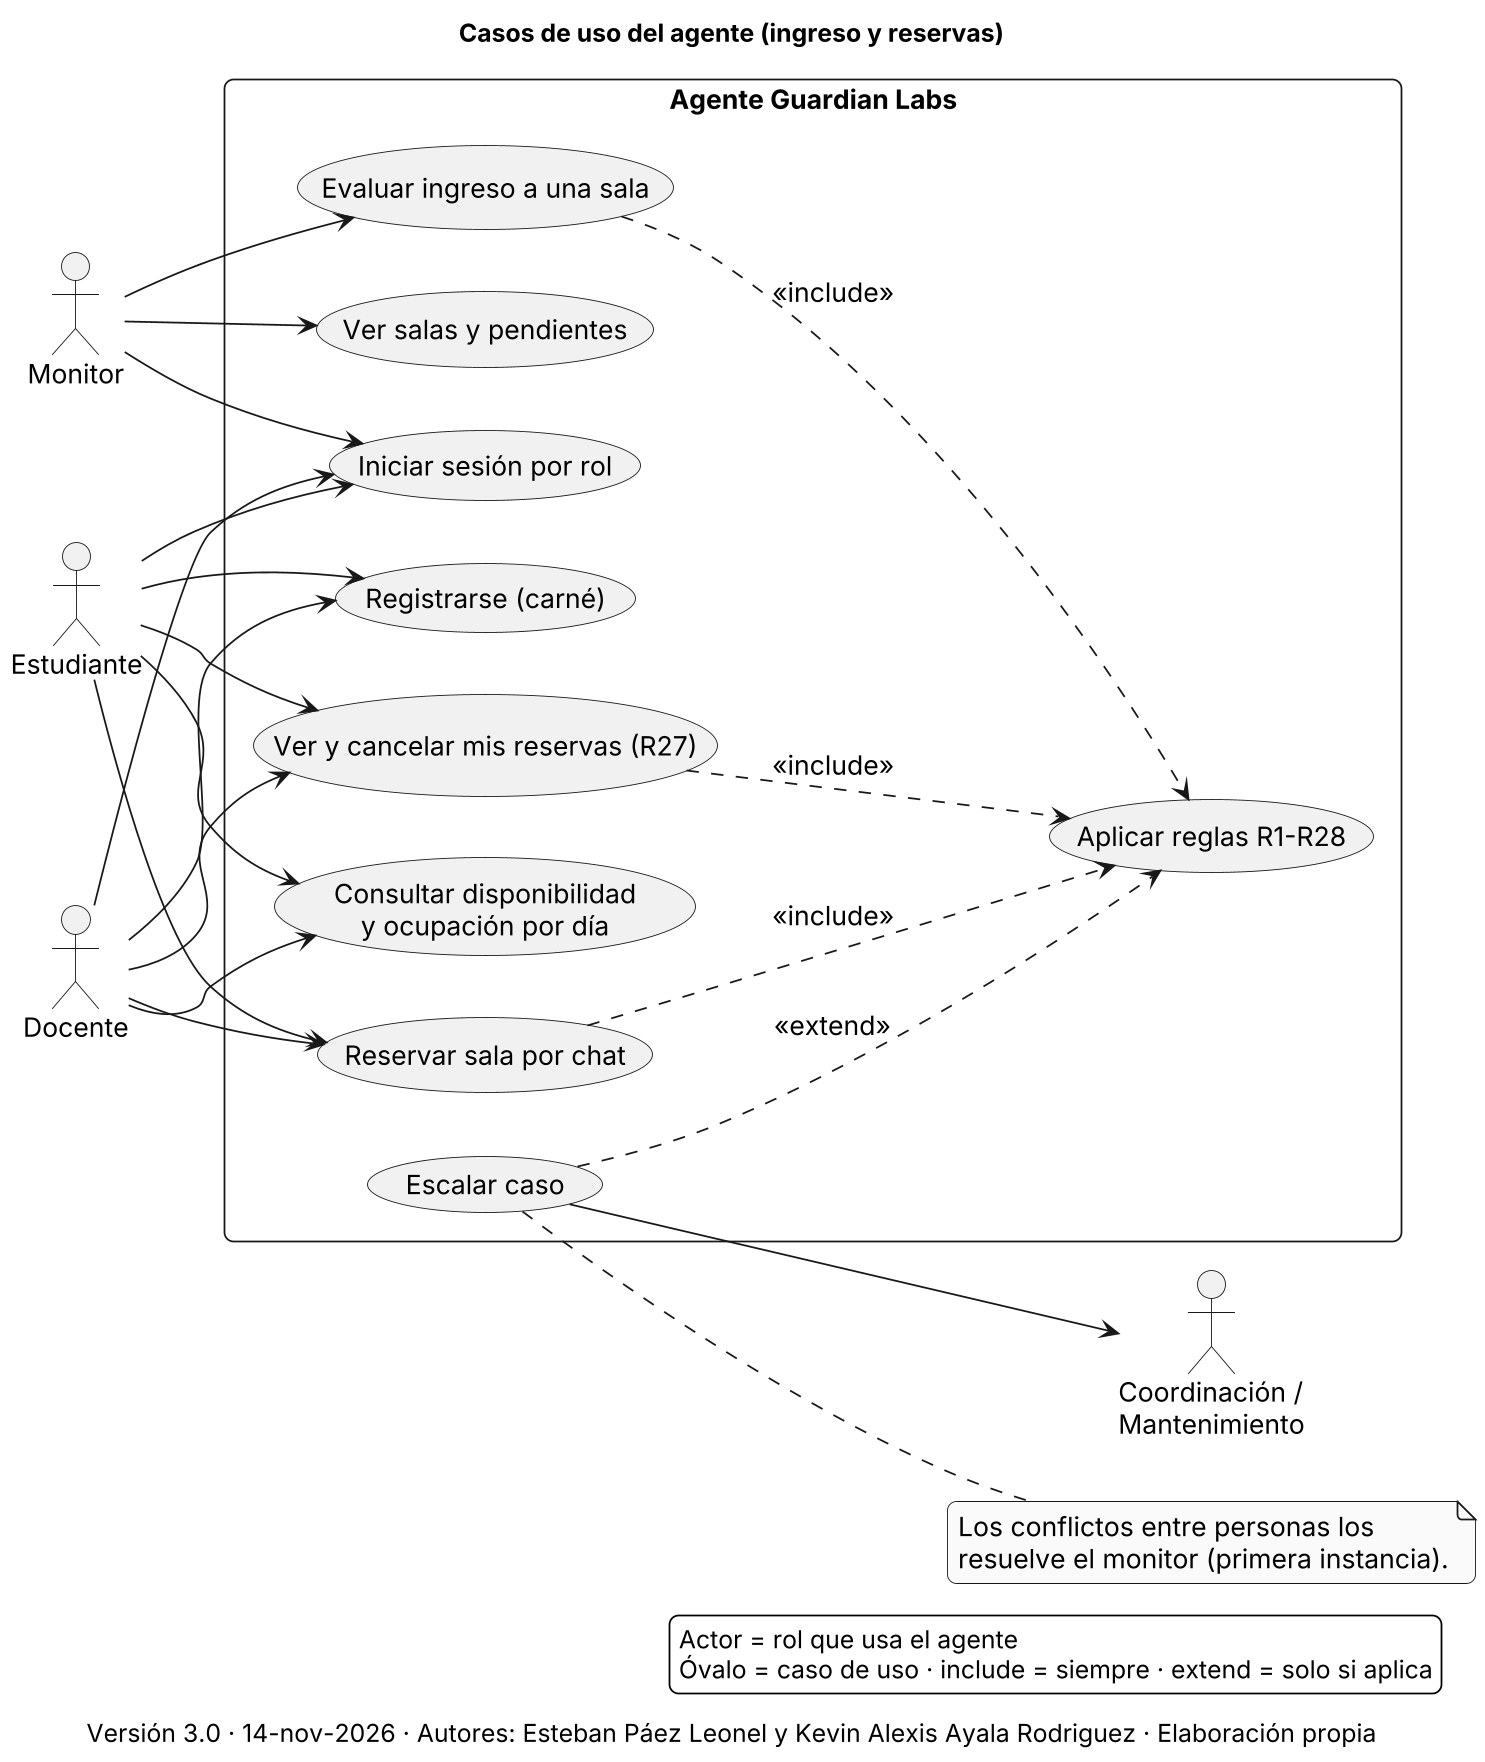 Casos de uso del agente (ingreso y reservas)
Agente Guardian Labs
Evaluar ingreso a una sala
«include»
Ver salas y pendientes
Monitor
Iniciar sesión por rol
Registrarse (carné)
Estudiante
Ver y cancelar mis reservas (R27)
«include»
Aplicar reglas R1-R28
Consultar disponibilidad
y ocupación por día
«include»
Docente
«extend»
Reservar sala por chat
Escalar caso
Coordinación /
Mantenimiento
Los conflictos entre personas los
resuelve el monitor (primera instancia).
Actor = rol que usa el agente
Óvalo = caso de uso · include = siempre · extend = solo si aplica
Versión 3.0 · 14-nov-2026 · Autores: Esteban Páez Leonel y Kevin Alexis Ayala Rodriguez · Elaboración propia